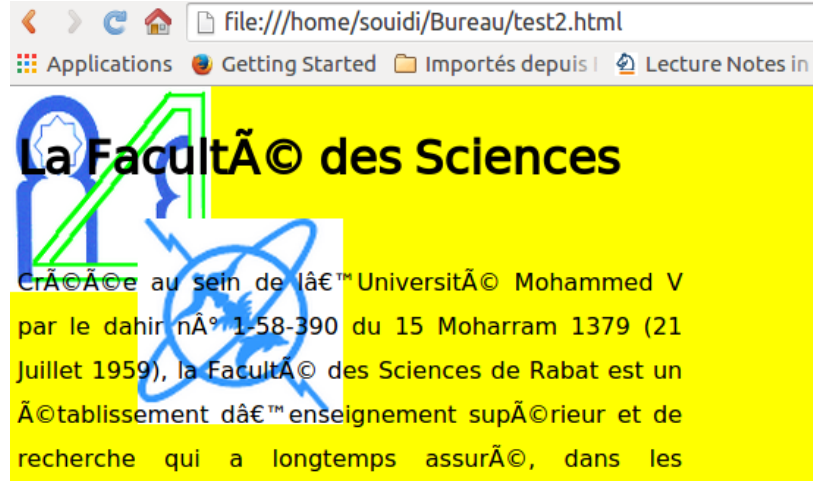 file:///home/souidi/Bureau/test2.html
Applications Getting Started Importés depuis Lecture Notes in
La FacultÃ© des Sciences
CrÃ©Ã©e au sein de lâ€™UniversitÃ© Mohammed V
par le dahir nÂ° 1-58-390 du 15 Moharram 1379 (21
Juillet 1959), la FacultÃ© des Sciences de Rabat est un
Ã©tablissement dâ€™enseignement supÃ©rieur et de
recherche qui a longtemps assurÃ©, dans les